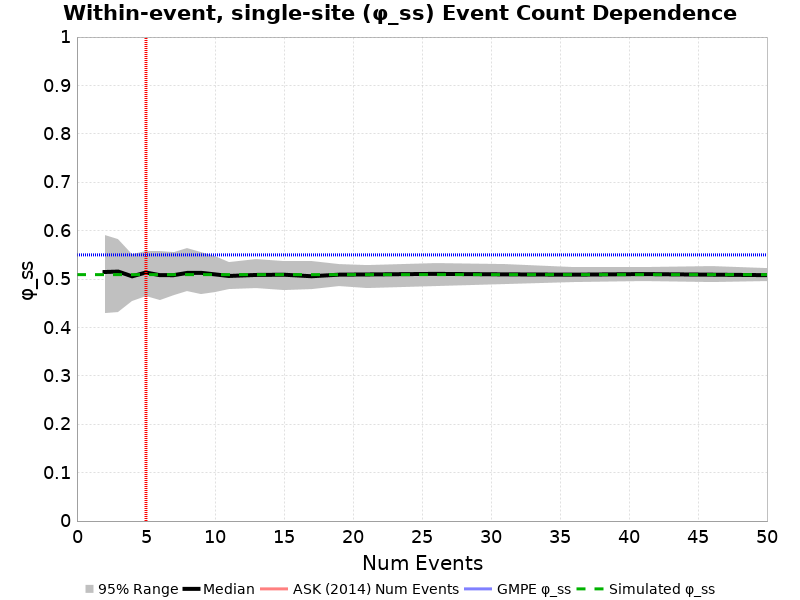 Within-event, single-site (φ_ss) Event Count Dependence
1
0.9
0.8
0.7
0.6
0.5
0.4
0.3
0.2
0.1
0
φ_ss
0 5 10 15 20 25 30 35 40 45 50
Num Events
95% Range Median ASK (2014) Num Events GMPE φ_ss Simulated φ_ss